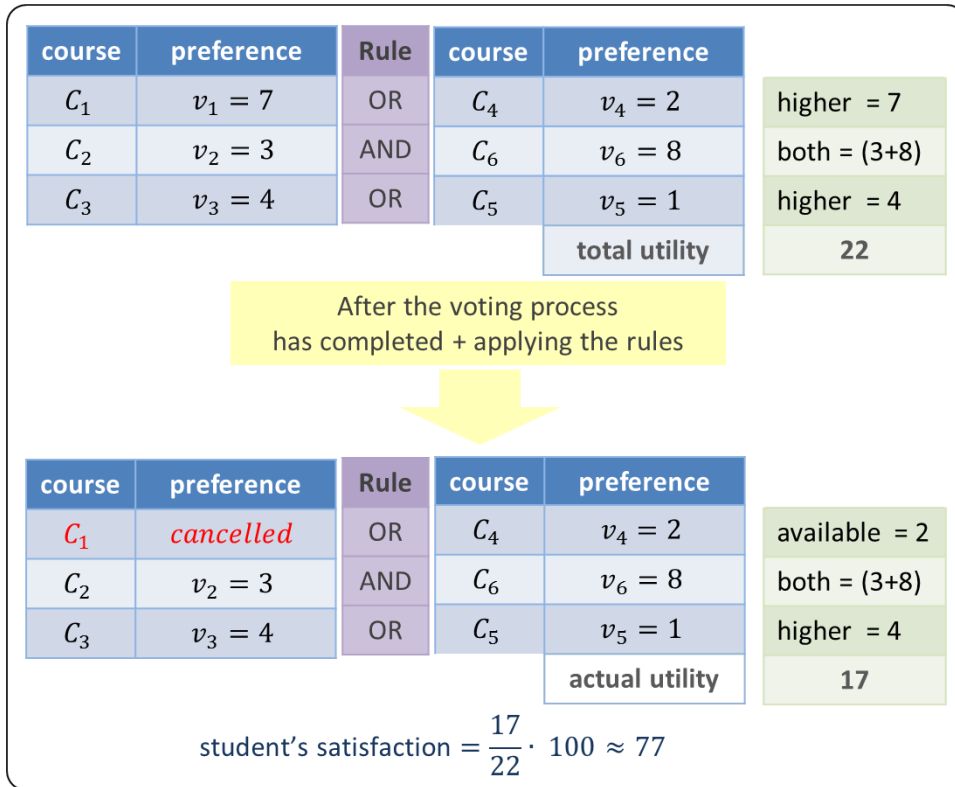 course preference Rule course preference
C₁ v₁ = 7 OR C₄ v₄ = 2 higher = 7
C₂ v₂ = 3 AND C₆ v₆ = 8 both = (3+8)
C₃ v₃ = 4 OR C₅ v₅ = 1 higher = 4
total utility 22
After the voting process
has completed + applying the rules
course preference Rule course preference
C₁ cancelled OR C₄ v₄ = 2 available = 2
C₂ v₂ = 3 AND C₆ v₆ = 8 both = (3+8)
C₃ v₃ = 4 OR C₅ v₅ = 1 higher = 4
actual utility 17
student's satisfaction = 17/22 · 100 ≈ 77